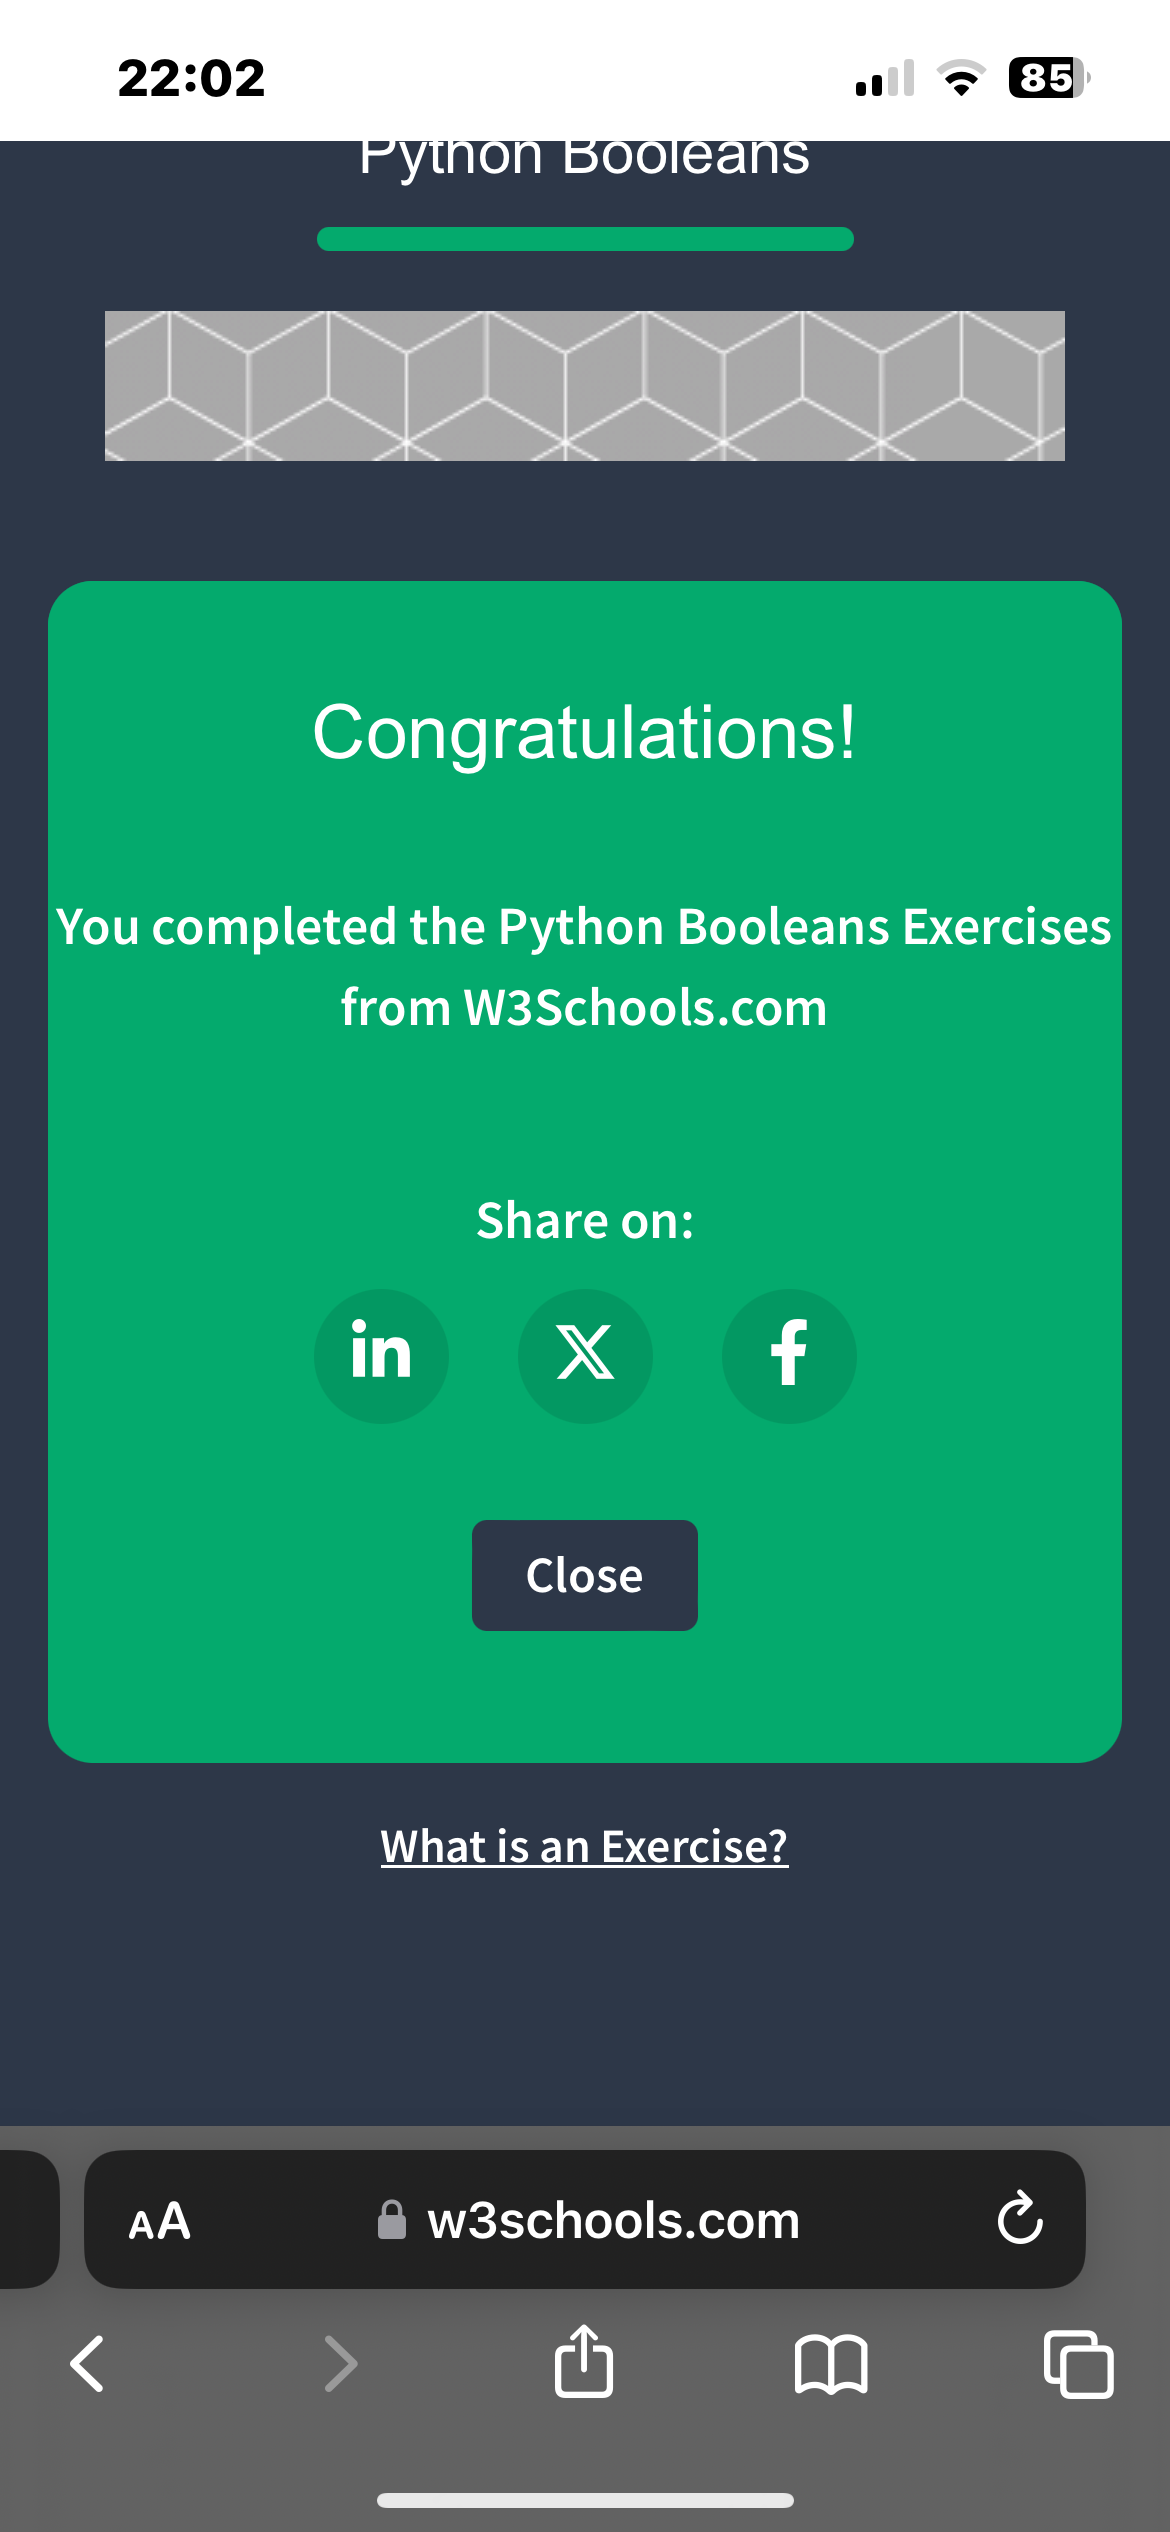 22:02
85
Python Booleans
Congratulations!
You completed the Python Booleans Exercises
from W3Schools.com
Share on:
in X f
Close
What is an Exercise?
AA w3schools.com